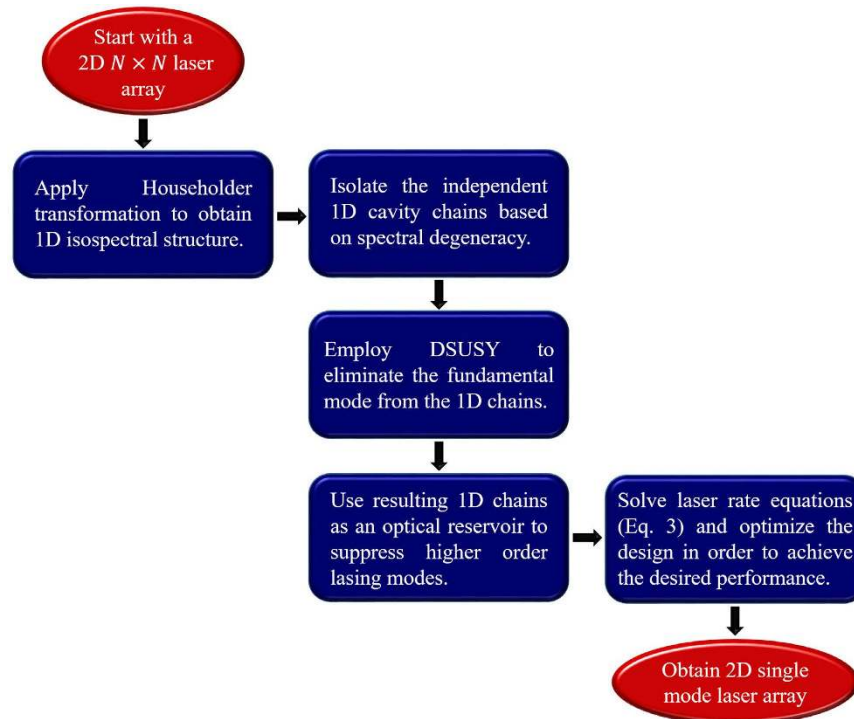 Start with a
2D N × N laser
array
Apply Householder
transformation to obtain
1D isospectral structure.
Isolate the independent
1D cavity chains based
on spectral degeneracy.
Employ DSUSY to
eliminate the fundamental
mode from the 1D chains.
Use resulting 1D chains
as an optical reservoir to
suppress higher order
lasing modes.
Solve laser rate equations
(Eq. 3) and optimize the
design in order to achieve
the desired performance.
Obtain 2D single
mode laser array